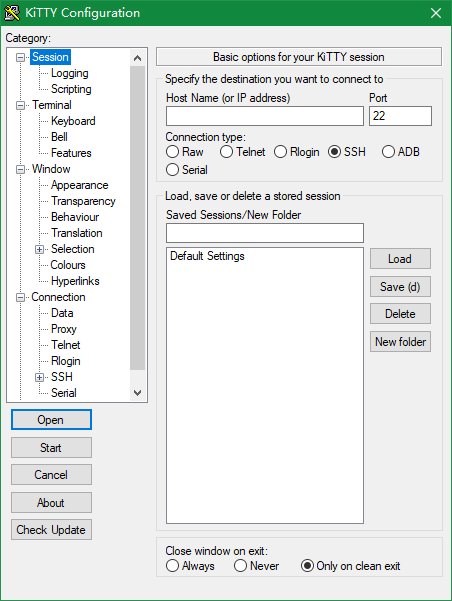 KiTTY Configuration
Category:
Session
Logging
Scripting
Terminal
Keyboard
Bell
Features
Window
Appearance
Transparency
Behaviour
Translation
Selection
Colours
Hyperlinks
Connection
Data
Proxy
Telnet
Rlogin
SSH
Serial
Open
Start
Cancel
About
Check Update
Basic options for your KiTTY session
Specify the destination you want to connect to
Host Name (or IP address) Port
22
Connection type:
Raw Telnet Rlogin SSH ADB
Serial
Load, save or delete a stored session
Saved Sessions/New Folder
Default Settings
Load
Save (d)
Delete
New folder
Close window on exit:
Always Never Only on clean exit